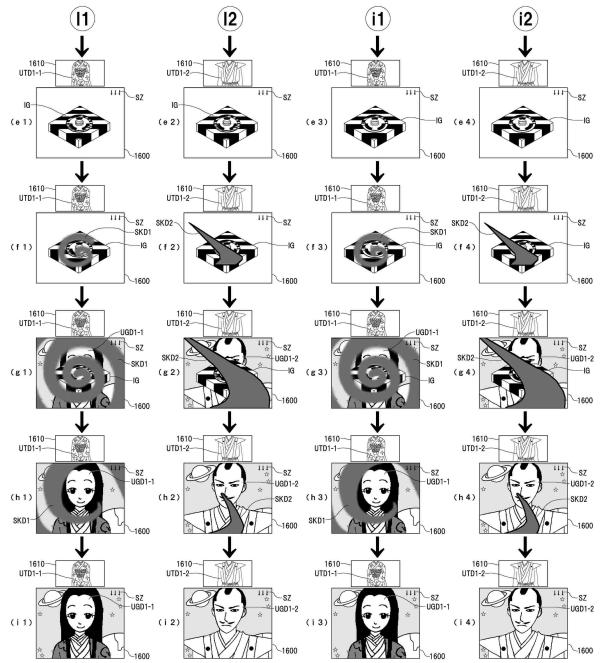 I1 I2 i1 i2
1610 1610 1610 1610
UTD1-1 UTD1-2 UTD1-1 UTD1-2
SZ SZ SZ SZ
IG IG
(e1) (e2) (e3) IG (e4) IG
1600 1600 1600 1600
1610 1610 1610 1610
UTD1-1 UTD1-2 UTD1-1 UTD1-2
SZ SKD2 SZ SZ SKD2 SZ
SKD1 SKD1
(f1) IG (f2) IG (f3) IG (f4) IG
1600 1600 1600 1600
1610 1610 1610 1610
UTD1-1 UTD1-2 UTD1-1 UTD1-2
UGD1-1 UGD1-1
SZ SZ SZ SZ
SKD1 SKD2 UGD1-2 SKD1 SKD2 UGD1-2
(g1) IG (g2) IG (g3) IG (g4) IG
1600 1600 1600 1600
1610 1610 1610 1610
UTD1-1 UTD1-2 UTD1-1 UTD1-2
SZ SZ SZ SZ
UGD1-1 UGD1-2 UGD1-1 UGD1-2
(h1) (h2) SKD2 (h3) (h4) SKD2
SKD1 SKD1
1600 1600 1600 1600
1610 1610 1610 1610
UTD1-1 UTD1-2 UTD1-1 UTD1-2
SZ SZ SZ SZ
UGD1-1 UGD1-2 UGD1-1 UGD1-2
(i1) (i2) (i3) (i4)
1600 1600 1600 1600